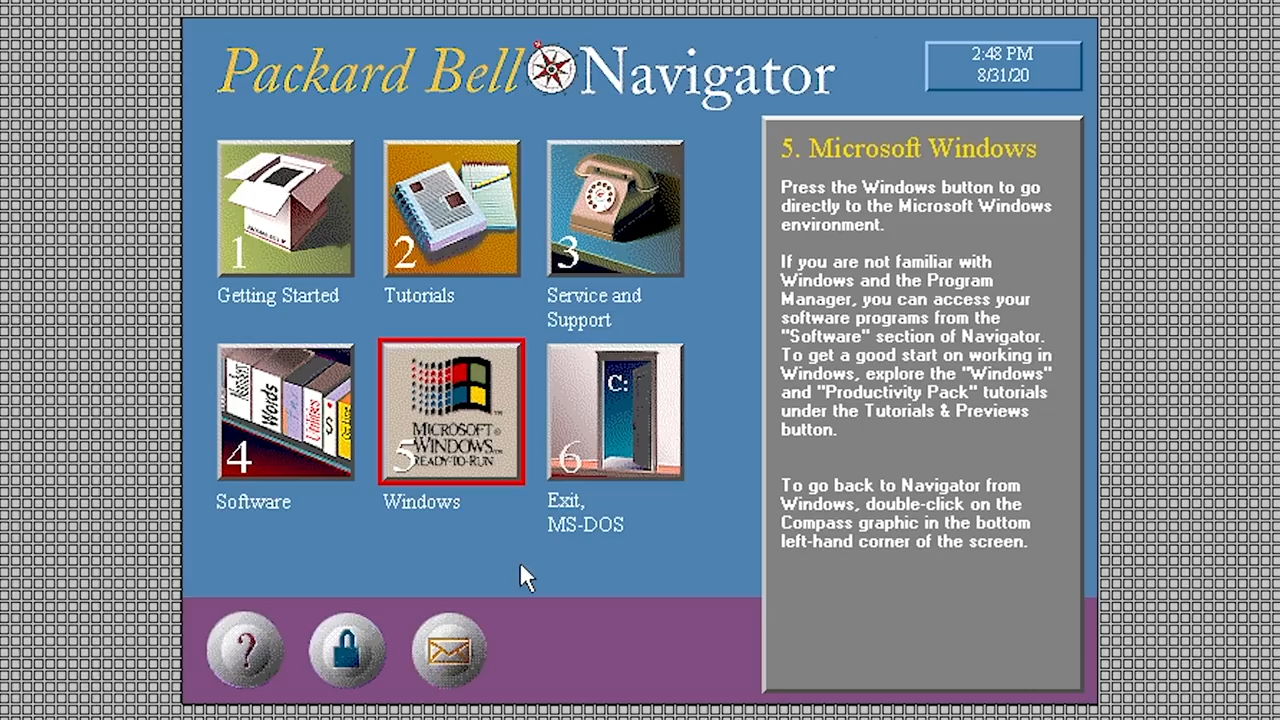 Packard Bell Navigator
2:48 PM
8/31/20
1
2
3
Getting Started
Tutorials
Service and
Support
Words
Utilities
$
4
C:
MICROSOFT®
WINDOWS™
READY-TO-RUN
5
6
Software
Windows
Exit,
MS-DOS
?
5. Microsoft Windows
Press the Windows button to go
directly to the Microsoft Windows
environment.
If you are not familiar with
Windows and the Program
Manager, you can access your
software programs from the
"Software" section of Navigator.
To get a good start on working in
Windows, explore the "Windows"
and "Productivity Pack" tutorials
under the Tutorials & Previews
button.
To go back to Navigator from
Windows, double-click on the
Compass graphic in the bottom
left-hand corner of the screen.